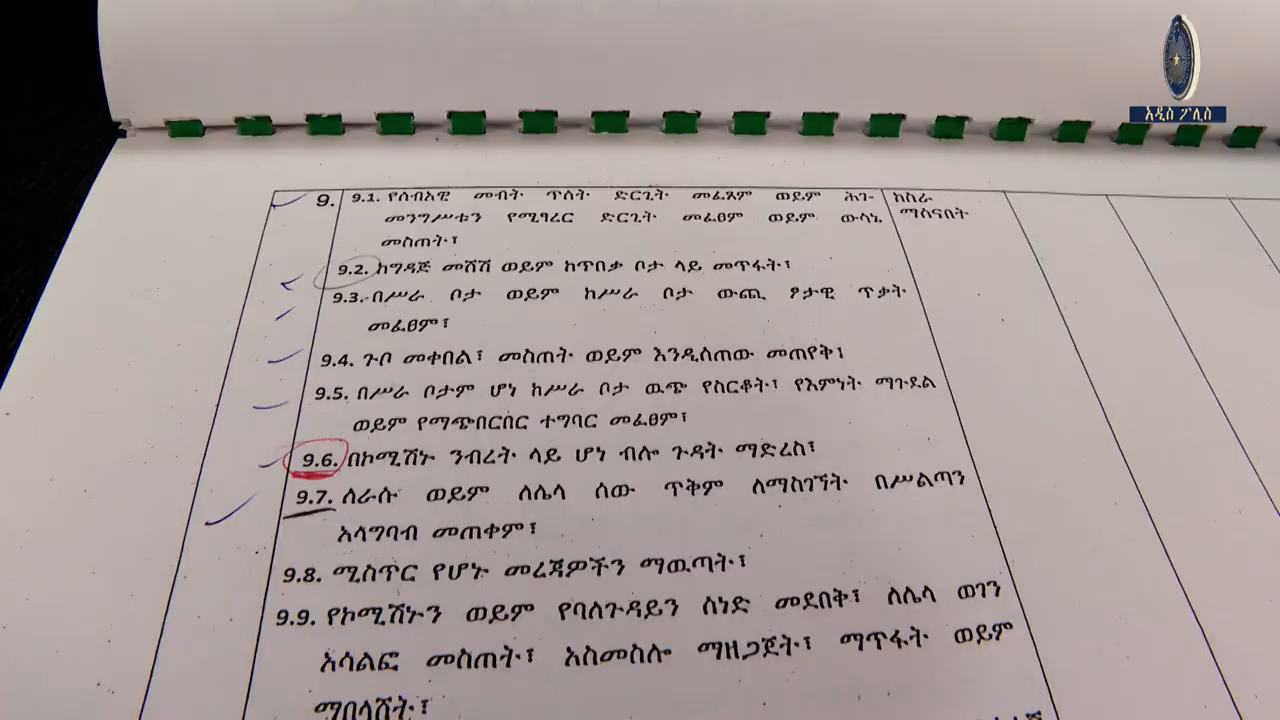 አዲስ ፖሊስ
9. 9.1. የሰብአዊ መብት ጥሰት ድርጊት መፈጸም ወይም ሕገ- ከስራ
መንግሥቱን የሚፃረር ድርጊት መፈፀም ወይም ውሳኔ ማሰናበት
መስጠት፣
9.2. ከግዳጅ መሸሽ ወይም ከጥበቃ ቦታ ላይ መጥፋት፣
9.3. በሥራ ቦታ ወይም ከሥራ ቦታ ውጪ ፆታዊ ጥቃት
መፈፀም፣
9.4. ጉቦ መቀበል፣ መስጠት ወይም እንዲሰጠው መጠየቅ፣
9.5. በሥራ ቦታም ሆነ ከሥራ ቦታ ዉጭ የስርቆት፣ የእምነት ማጉደል
ወይም የማጭበርበር ተግባር መፈፀም፣
9.6. በኮሚሽኑ ንብረት ላይ ሆነ ብሎ ጉዳት ማድረስ፣
9.7. ለራሱ ወይም ለሌላ ሰው ጥቅም ለማስገኘት በሥልጣን
አላግባብ መጠቀም፣
9.8. ሚስጥር የሆኑ መረጃዎችን ማዉጣት፣
9.9. የኮሚሽኑን ወይም የባለጉዳይን ሰነድ መደበቅ፣ ለሌላ ወገን
አሳልፎ መስጠት፣ አስመስሎ ማዘጋጀት፣ ማጥፋት ወይም
ማበላሸት፣